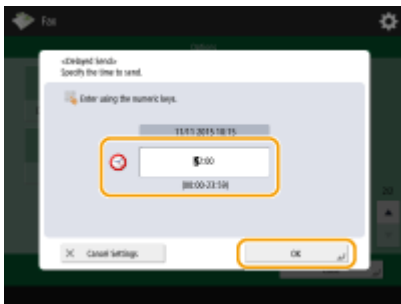 Fax
<Delayed Send>
Specify the time to send.
Enter using the numeric keys.
11/11 2015 10:15
(00:00-23:59)
Cancel Settings
OK